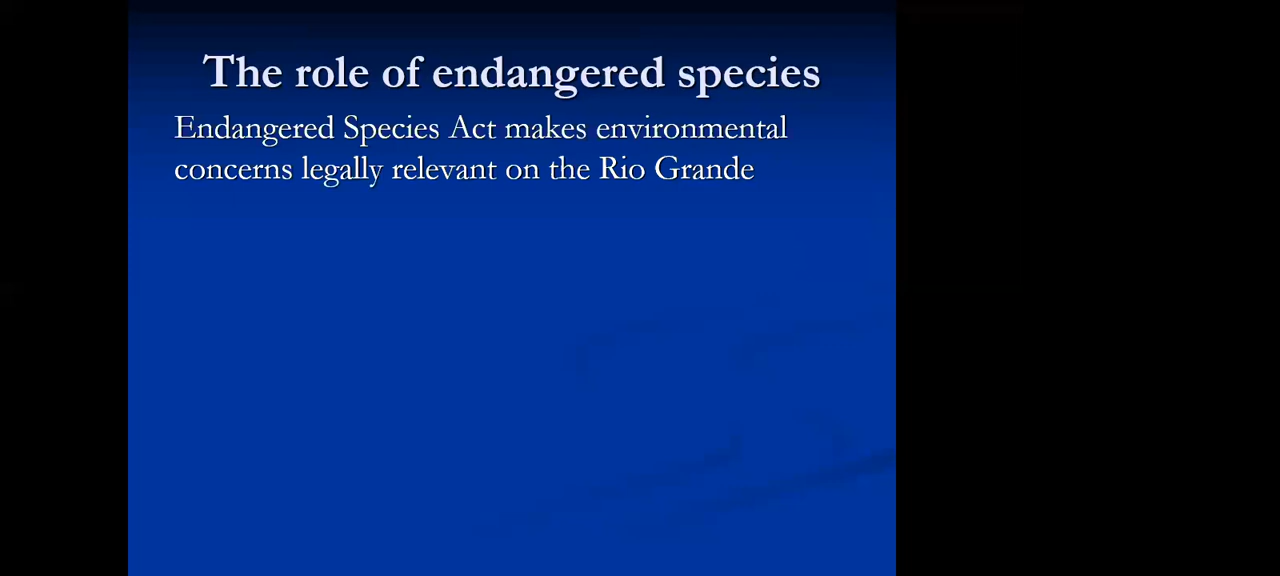 The role of endangered species
Endangered Species Act makes environmental
concerns legally relevant on the Rio Grande